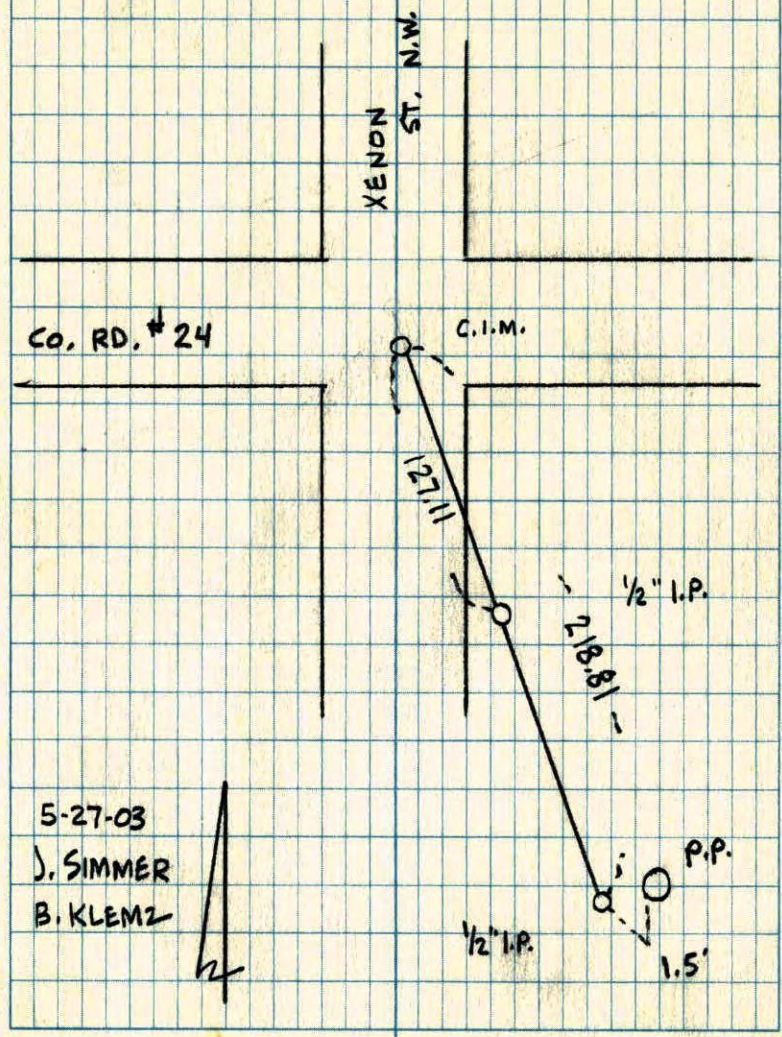 XENON
ST. N.W.
CO. RD. #24
C.I.M.
127.11
1/2" I.P.
218.81
5-27-03
J. SIMMER
B. KLEMZ
P.P.
1/2" I.P.
1.5'
N